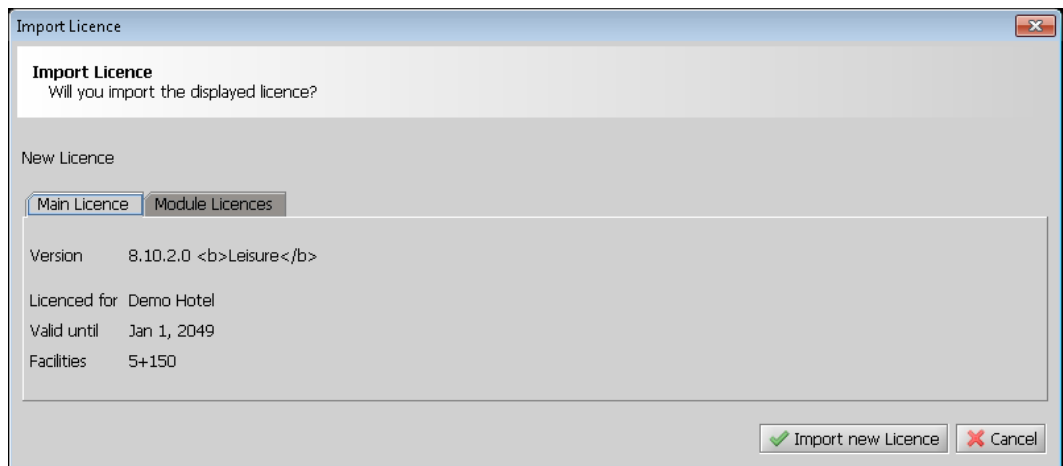 Import Licence
Import Licence
Will you import the displayed licence?
New Licence
Main Licence Module Licences
Version 8.10.2.0 <b>Leisure</b>
Licenced for Demo Hotel
Valid until Jan 1, 2049
Facilities 5+150
Import new Licence Cancel